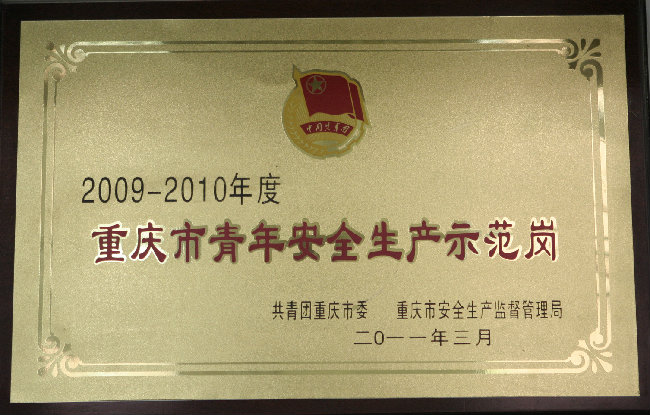 中国共青团
2009-2010年度
重庆市青年安全生产示范岗
共青团重庆市委 重庆市安全生产监督管理局
二〇一一年三月